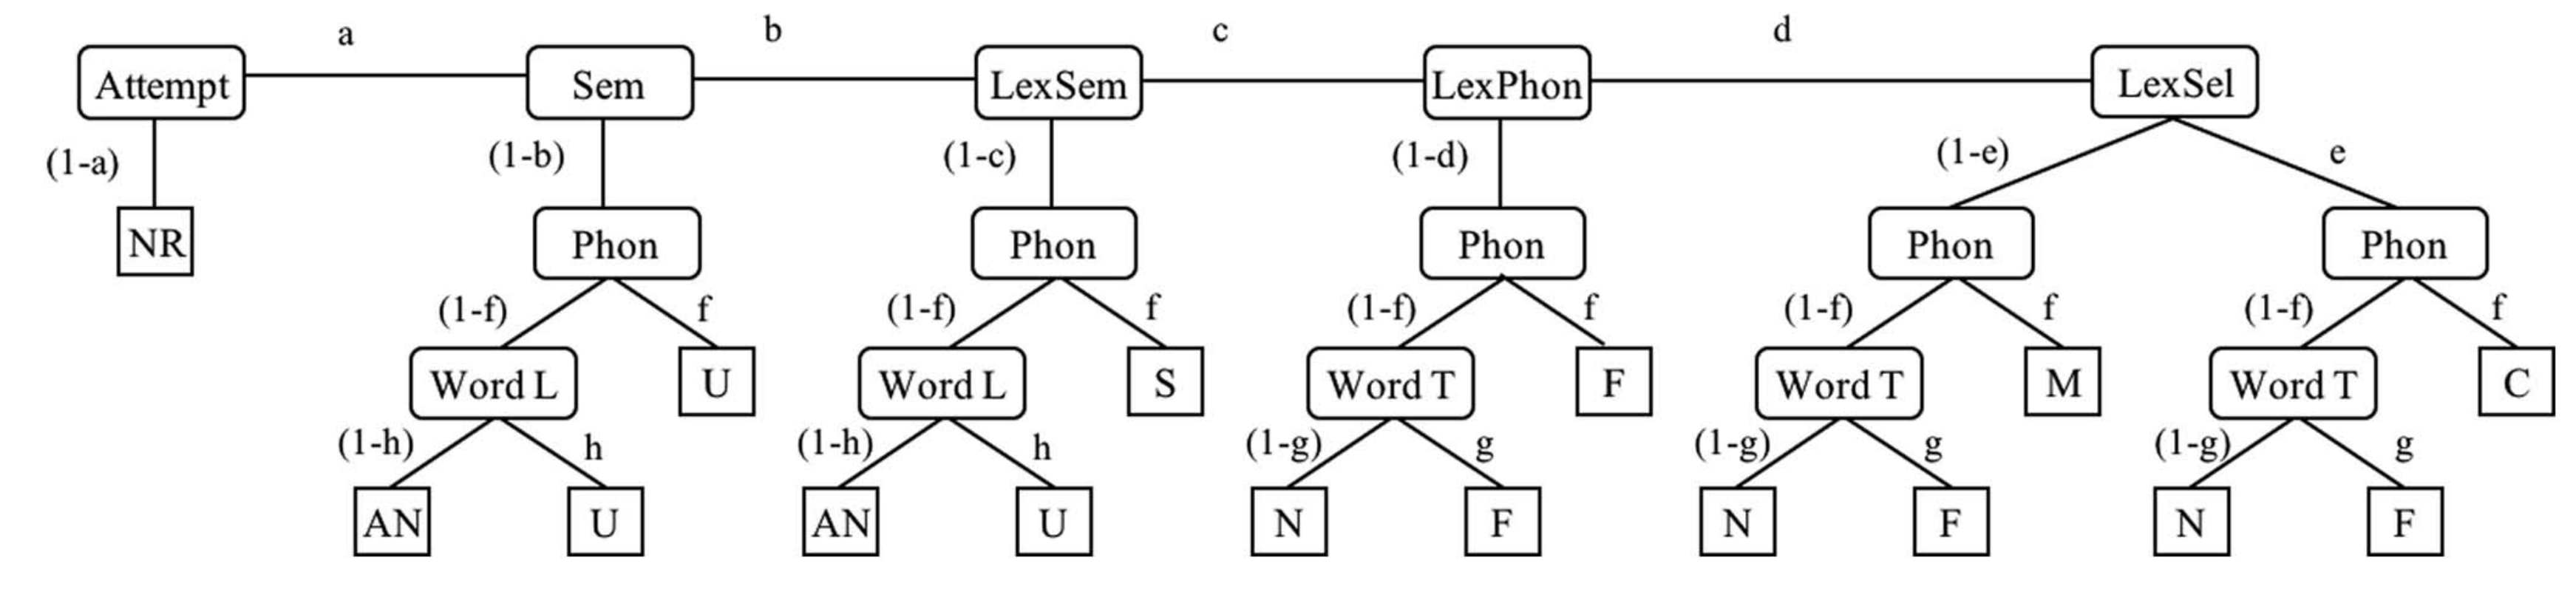 a b c d
Attempt Sem LexSem LexPhon LexSel
(1-a) (1-b) (1-c) (1-d) (1-e) e
NR Phon Phon Phon Phon Phon
(1-f) f (1-f) f (1-f) f (1-f) f (1-f) f
Word L U Word L S Word T F Word T M Word T C
(1-h) h (1-h) h (1-g) g (1-g) g (1-g) g
AN U AN U N F N F N F